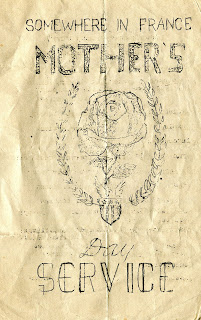 SOMEWHERE IN FRANCE
MOTHER'S
Day
SERVICE